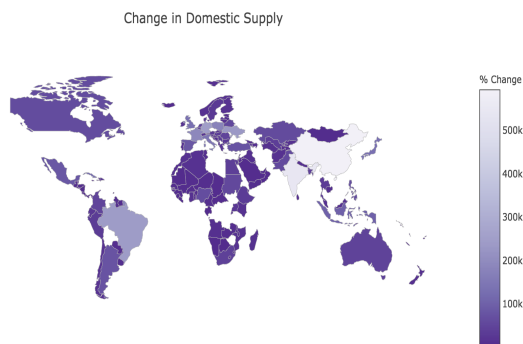 Change in Domestic Supply
% Change
500k
400k
300k
200k
100k